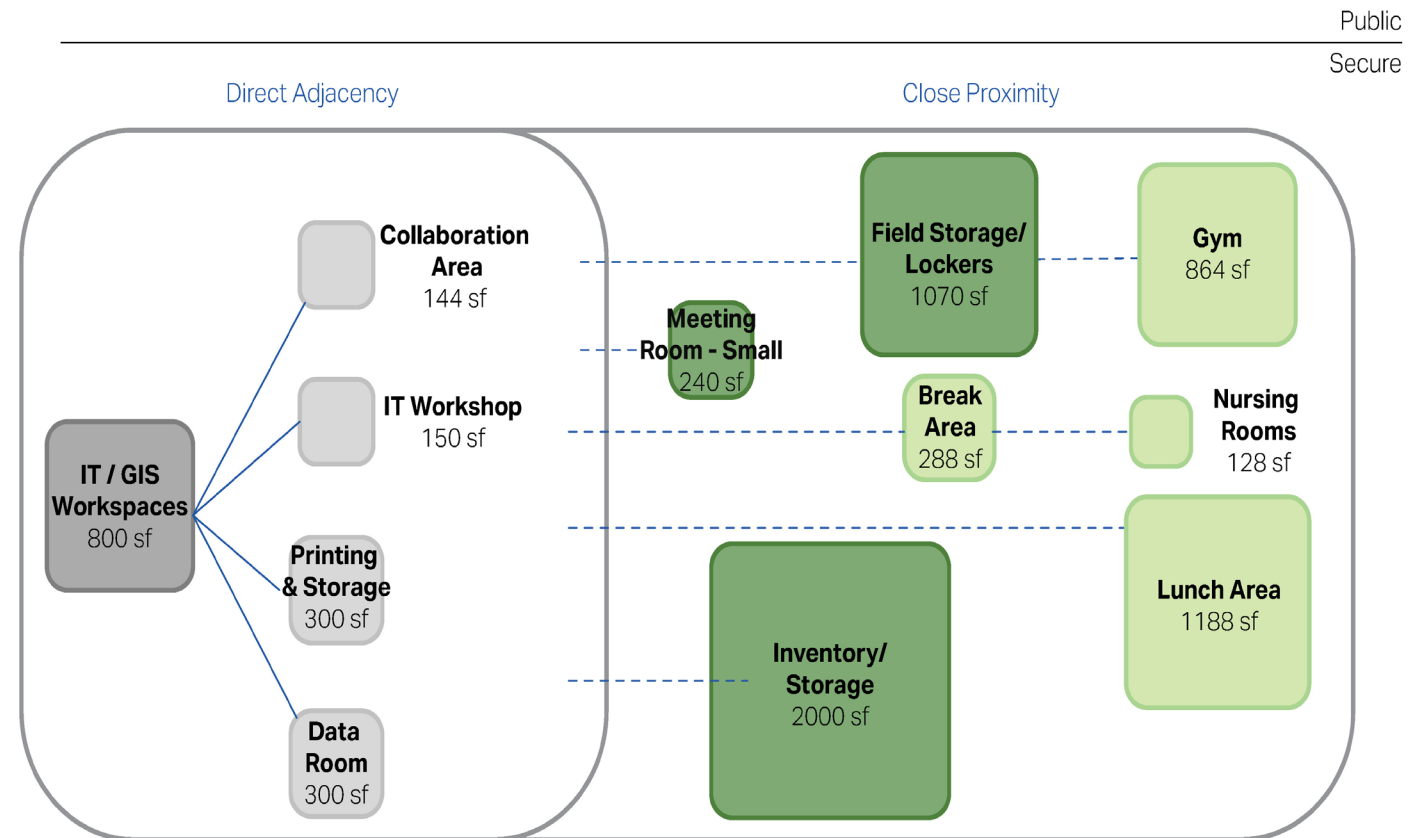 Public
Secure
Direct Adjacency
Close Proximity
Collaboration
Area
144 sf
Field Storage/
Lockers
1070 sf
Gym
864 sf
Meeting
Room - Small
240 sf
IT Workshop
150 sf
Break
Area
288 sf
Nursing
Rooms
128 sf
IT / GIS
Workspaces
800 sf
Printing
& Storage
300 sf
Lunch Area
1188 sf
Inventory/
Storage
2000 sf
Data
Room
300 sf